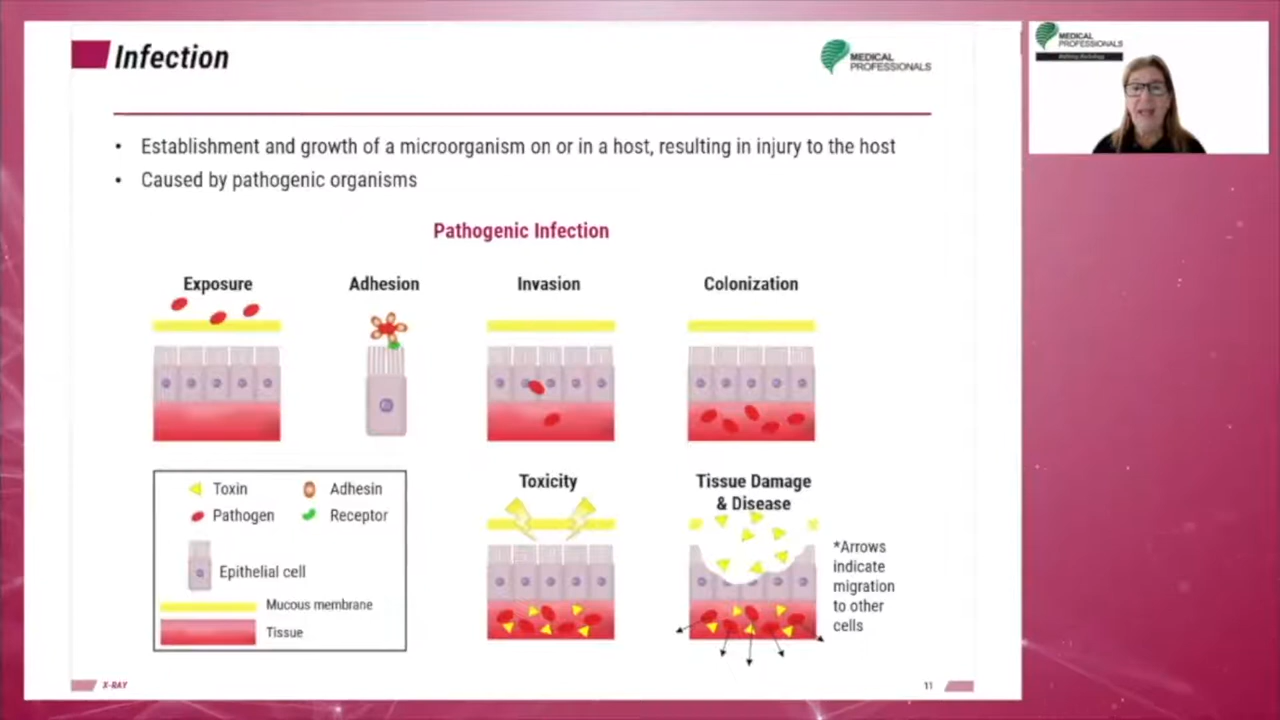 Infection
MEDICAL
PROFESSIONALS
MEDICAL
PROFESSIONALS
• Establishment and growth of a microorganism on or in a host, resulting in injury to the host
• Caused by pathogenic organisms
Pathogenic Infection
Exposure
Adhesion
Invasion
Colonization
Toxin
Adhesin
Pathogen
Receptor
Epithelial cell
Mucous membrane
Tissue
Toxicity
Tissue Damage
& Disease
*Arrows
indicate
migration
to other
cells
X-RAY
11